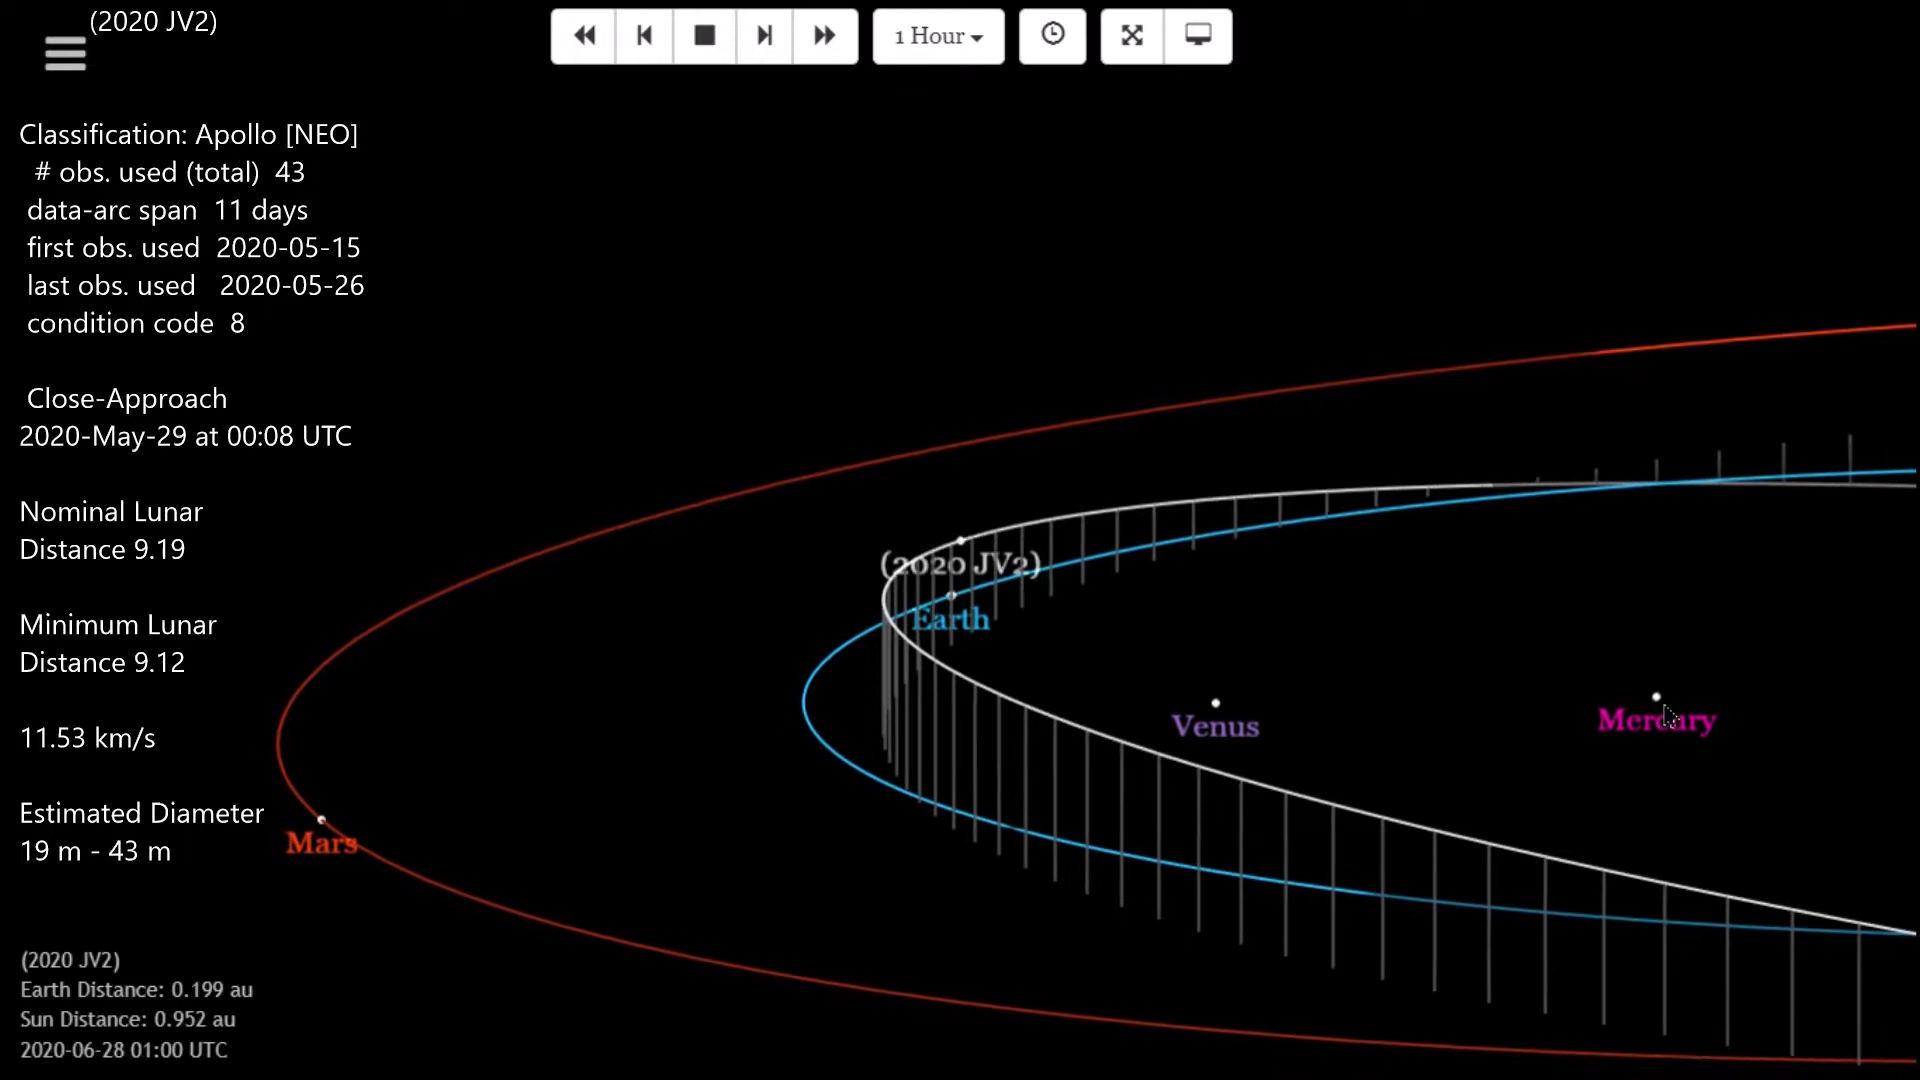 (2020 JV2)
1 Hour
Classification: Apollo [NEO]
# obs. used (total) 43
data-arc span 11 days
first obs. used 2020-05-15
last obs. used 2020-05-26
condition code 8
Close-Approach
2020-May-29 at 00:08 UTC
Nominal Lunar
Distance 9.19
Minimum Lunar
Distance 9.12
11.53 km/s
Estimated Diameter
19 m - 43 m
(2020 JV2)
Earth
Venus
Mercury
Mars
(2020 JV2)
Earth Distance: 0.199 au
Sun Distance: 0.952 au
2020-06-28 01:00 UTC